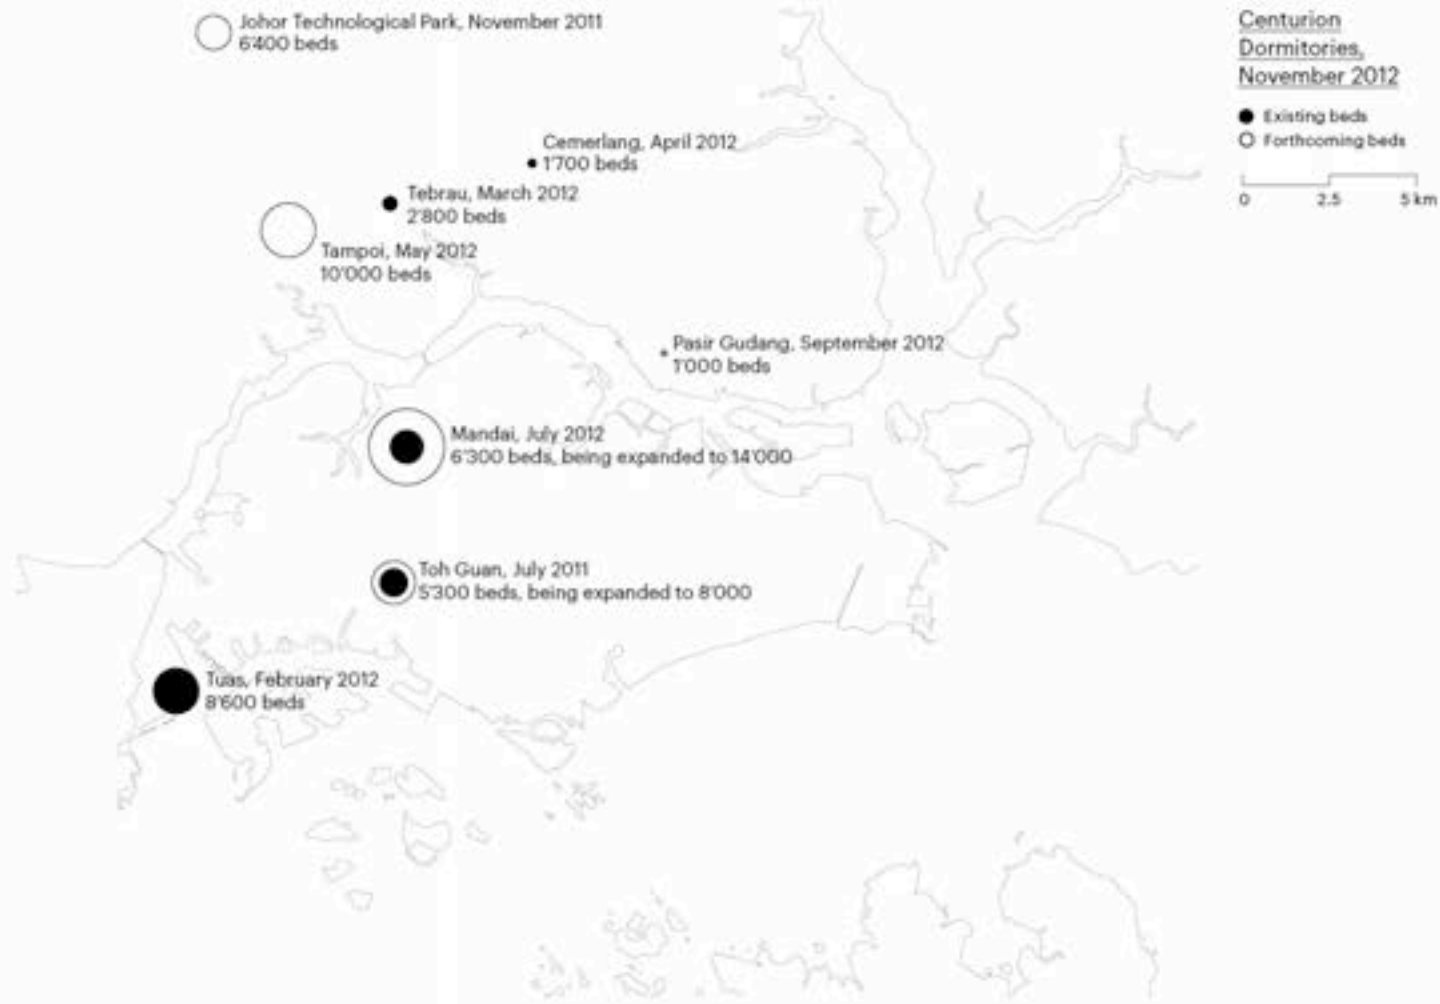 Johor Technological Park, November 2011
6'400 beds
Centurion
Dormitories,
November 2012
Existing beds
Forthcoming beds
0 2.5 5 km
Cemerlang, April 2012
1'700 beds
Tebrau, March 2012
2'800 beds
Tampoi, May 2012
10'000 beds
Pasir Gudang, September 2012
1'000 beds
Mandai, July 2012
6'300 beds, being expanded to 14'000
Toh Guan, July 2011
5'300 beds, being expanded to 8'000
Tuas, February 2012
8'600 beds